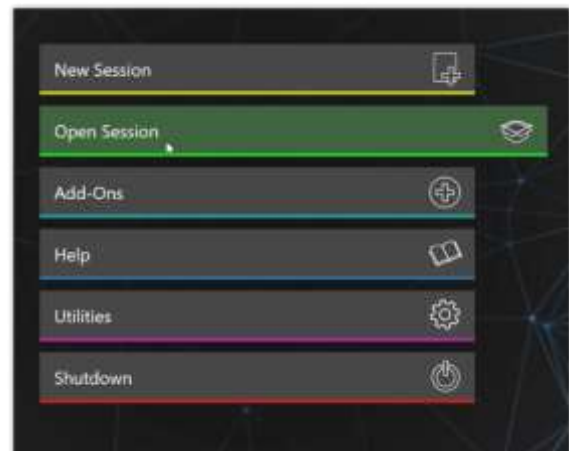 New Session
Open Session
Add-Ons
Help
Utilities
Shutdown